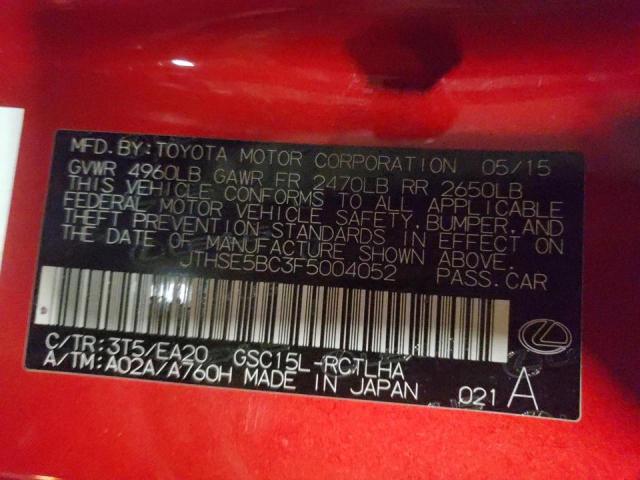 MFD. BY: TOYOTA MOTOR CORPORATION 05/15
GVWR 4960LB GAWR FR 2470LB RR 2650LB
THIS VEHICLE CONFORMS TO ALL APPLICABLE
FEDERAL MOTOR VEHICLE SAFETY, BUMPER, AND
THEFT PREVENTION STANDARDS IN EFFECT ON
THE DATE OF MANUFACTURE SHOWN ABOVE.
JTHSE5BC3F5004052 PASS. CAR
C/TR: 3T5/EA20 GSC15L-RCTLHA
A/TM: A02A/A760H MADE IN JAPAN 021 A